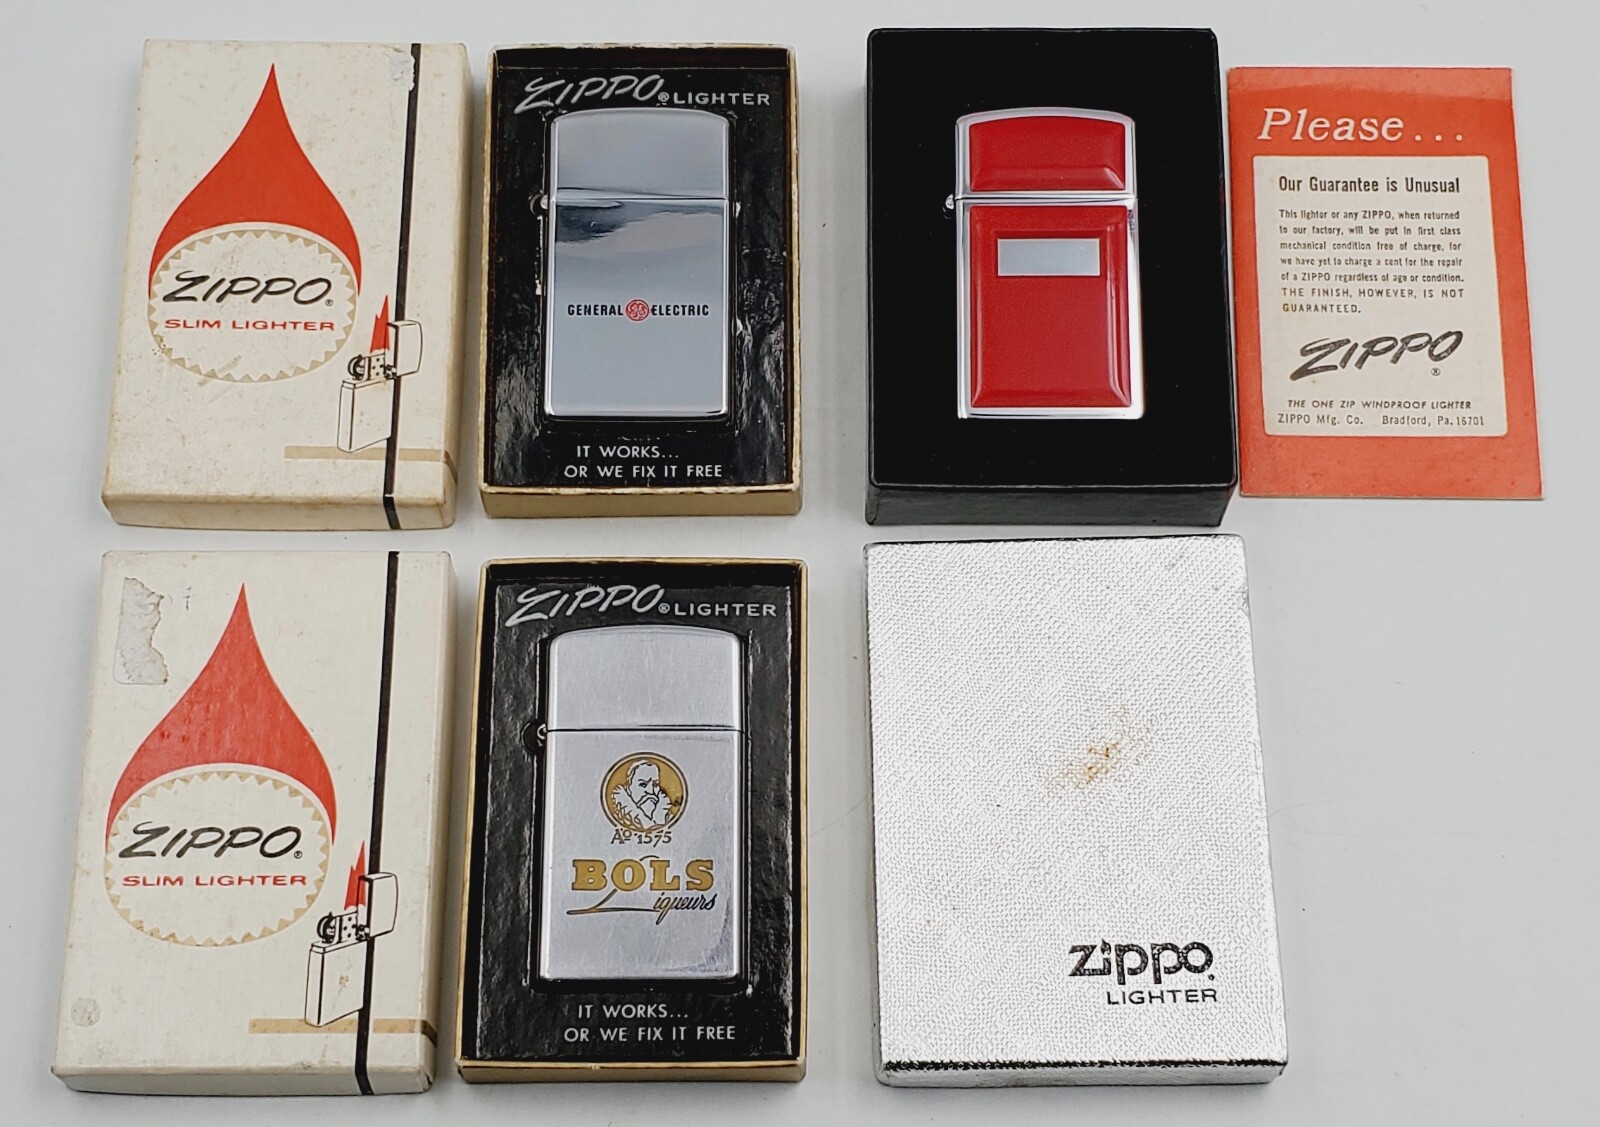 ZIPPO®
SLIM LIGHTER
ZIPPO® LIGHTER
GENERAL GE ELECTRIC
IT WORKS...
OR WE FIX IT FREE
Please...
Our Guarantee is Unusual
This lighter or any ZIPPO, when returned
to our factory, will be put in first class
mechanical condition free of charge, for
we have yet to charge a cent for the repair
of a ZIPPO regardless of age or condition.
THE FINISH, HOWEVER, IS NOT
GUARANTEED.
ZIPPO®
THE ONE ZIP WINDPROOF LIGHTER
ZIPPO Mfg. Co. Bradford, Pa. 16701
ZIPPO®
SLIM LIGHTER
ZIPPO® LIGHTER
Aº 1575
BOLS
Liqueurs
IT WORKS...
OR WE FIX IT FREE
Zippo®
LIGHTER